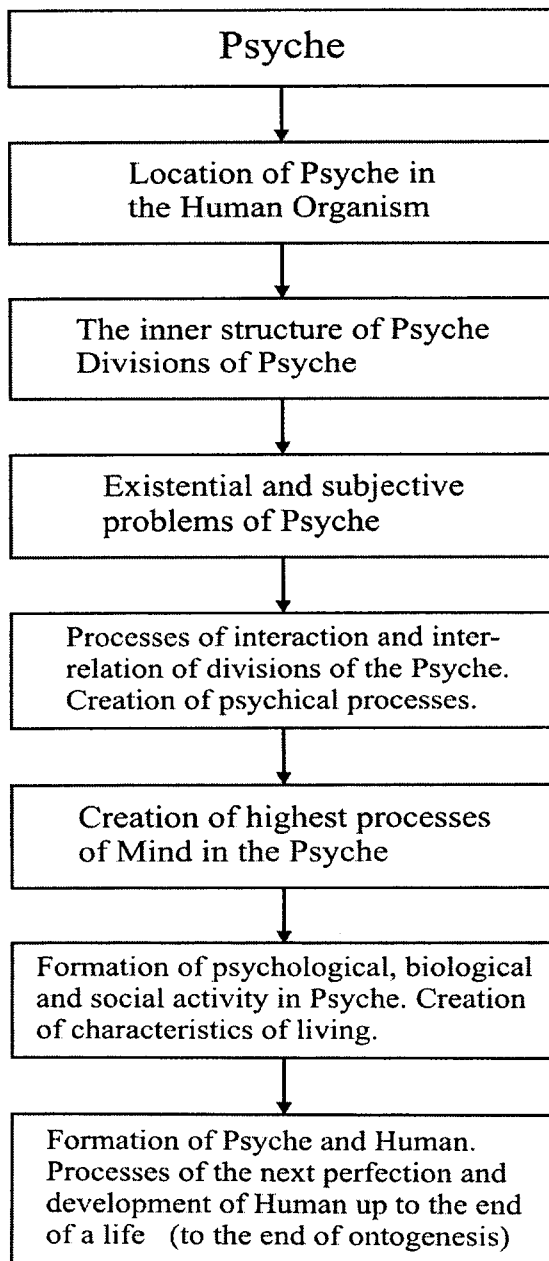 Psyche
Location of Psyche in
the Human Organism
The inner structure of Psyche
Divisions of Psyche
Existential and subjective
problems of Psyche
Processes of interaction and inter-
relation of divisions of the Psyche.
Creation of psychical processes.
Creation of highest processes
of Mind in the Psyche
Formation of psychological, biological
and social activity in Psyche. Creation
of characteristics of living.
Formation of Psyche and Human.
Processes of the next perfection and
development of Human up to the end
of a life (to the end of ontogenesis)